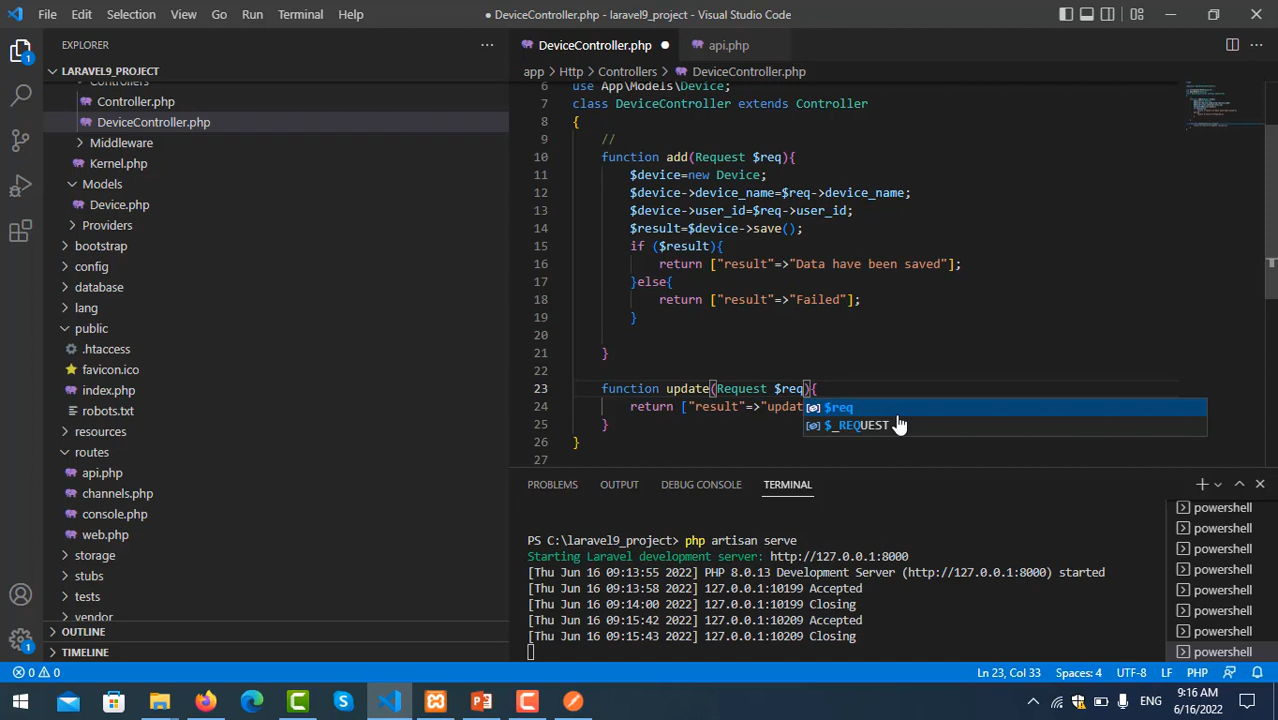 File Edit Selection View Go Run Terminal Help
● DeviceController.php - laravel9_project - Visual Studio Code
EXPLORER
LARAVEL9_PROJECT
Controllers
Controller.php
DeviceController.php
Middleware
Kernel.php
Models
Device.php
Providers
bootstrap
config
database
lang
public
.htaccess
favicon.ico
index.php
robots.txt
resources
routes
api.php
channels.php
console.php
web.php
storage
stubs
tests
vendor
OUTLINE
TIMELINE
1
1
DeviceController.php
api.php
app > Http > Controllers > DeviceController.php
6 use App\Models\Device;
7 class DeviceController extends Controller
8 {
9 //
10 function add(Request $req){
11 $device=new Device;
12 $device->device_name=$req->device_name;
13 $device->user_id=$req->user_id;
14 $result=$device->save();
15 if ($result){
16 return ["result"=>"Data have been saved"];
17 }else{
18 return ["result"=>"Failed"];
19 }
20
21 }
22
23 function update(Request $req){
24 return ["result"=>"updat
25 }
26 }
27
$req
$_REQUEST
PROBLEMS OUTPUT DEBUG CONSOLE TERMINAL
PS C:\laravel9_project> php artisan serve
Starting Laravel development server: http://127.0.0.1:8000
[Thu Jun 16 09:13:55 2022] PHP 8.0.13 Development Server (http://127.0.0.1:8000) started
[Thu Jun 16 09:13:58 2022] 127.0.0.1:10199 Accepted
[Thu Jun 16 09:14:00 2022] 127.0.0.1:10199 Closing
[Thu Jun 16 09:15:42 2022] 127.0.0.1:10209 Accepted
[Thu Jun 16 09:15:43 2022] 127.0.0.1:10209 Closing
powershell
powershell
powershell
powershell
powershell
powershell
powershell
powershell
0 0
Ln 23, Col 33 Spaces: 4 UTF-8 LF PHP
ENG
9:16 AM
6/16/2022